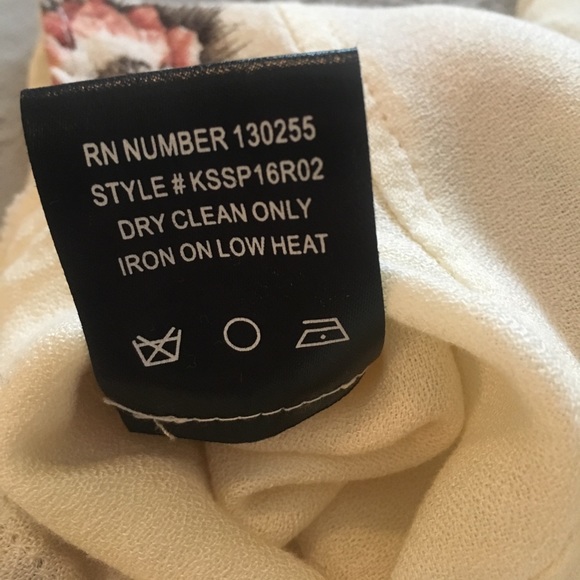 RN NUMBER 130255
STYLE # KSSP16R02
DRY CLEAN ONLY
IRON ON LOW HEAT